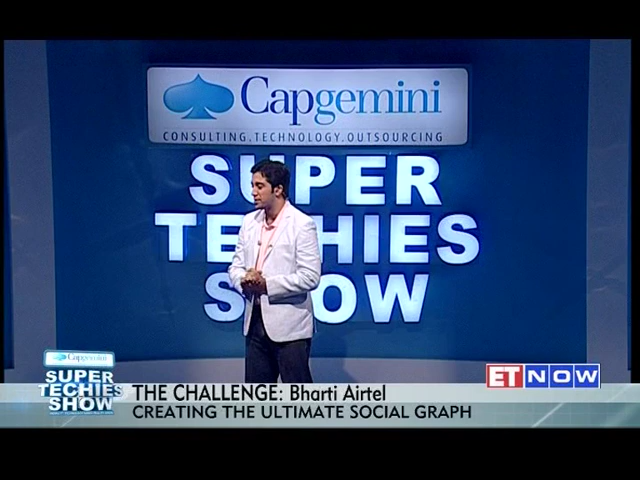 Capgemini
CONSULTING.TECHNOLOGY.OUTSOURCING
SUPER
TECHIES
SHOW
Capgemini
SUPER
TECHIES
SHOW
THE CHALLENGE: Bharti Airtel
CREATING THE ULTIMATE SOCIAL GRAPH
ET NOW